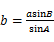 b = asinB / sinA